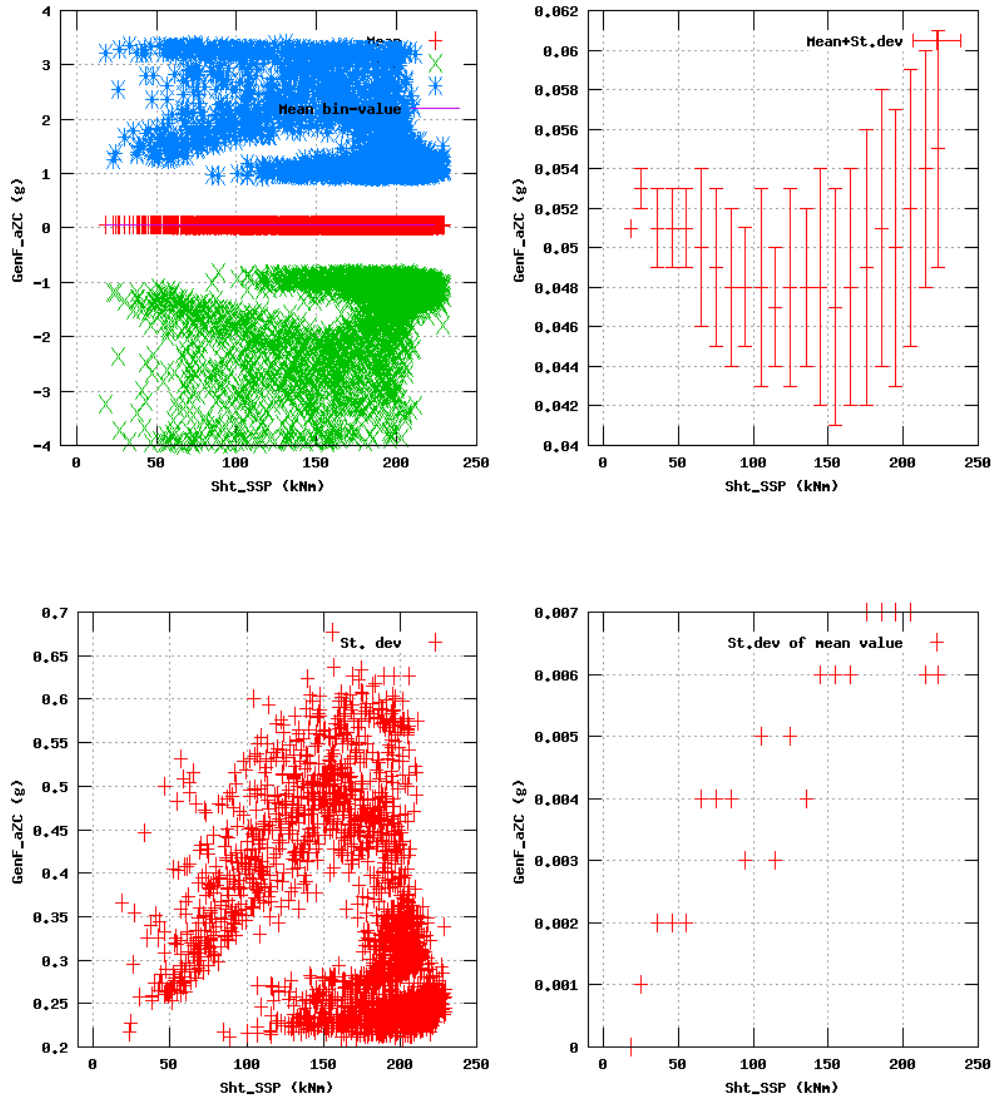 4
3
2
1
0
-1
-2
-3
-4
GenF_aZC (g)
Mean
Mean bin-value
0 50 100 150 200 250
Sht_SSP (kNm)
0.062
0.06
0.058
0.056
0.054
0.052
0.05
0.048
0.046
0.044
0.042
0.04
GenF_aZC (g)
Mean+St.dev
0 50 100 150 200 250
Sht_SSP (kNm)
0.7
0.65
0.6
0.55
0.5
0.45
0.4
0.35
0.3
0.25
0.2
GenF_aZC (g)
St. dev
0 50 100 150 200 250
Sht_SSP (kNm)
0.007
0.006
0.005
0.004
0.003
0.002
0.001
0
GenF_aZC (g)
St.dev of mean value
0 50 100 150 200 250
Sht_SSP (kNm)